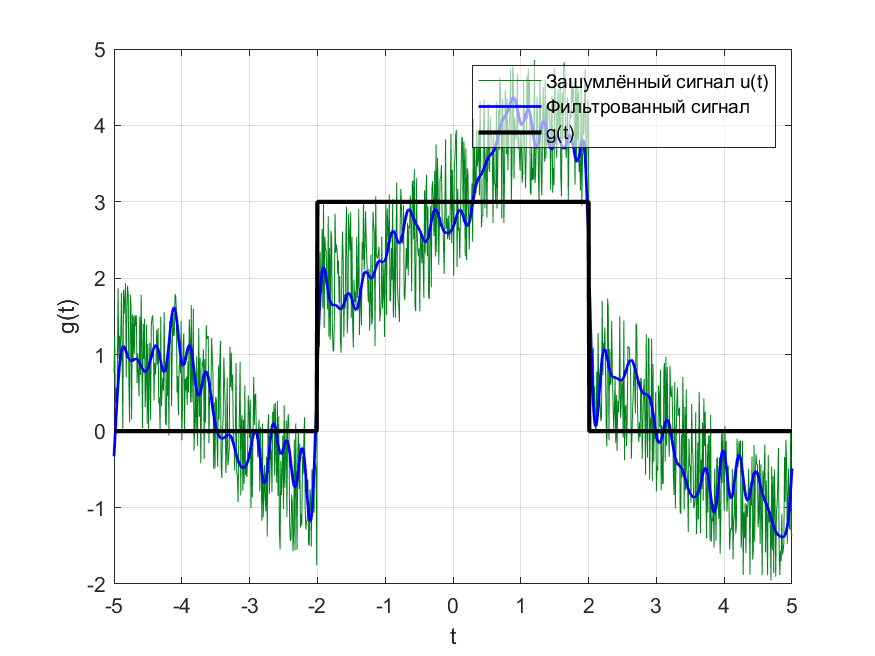 5
4
3
2
1
0
-1
-2
g(t)
Зашумлённый сигнал u(t)
Фильтрованный сигнал
g(t)
-5 -4 -3 -2 -1 0 1 2 3 4 5
t